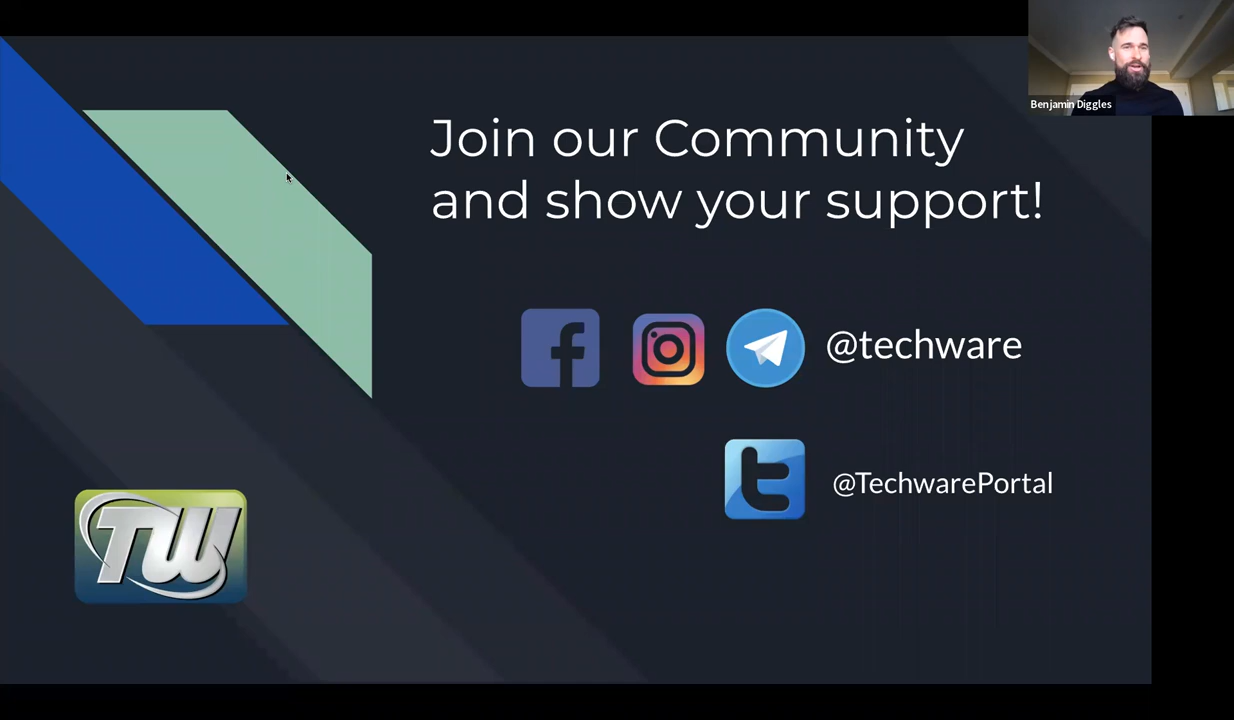 Benjamin Diggles
Join our Community
and show your support!
@techware
@TechwarePortal
TW